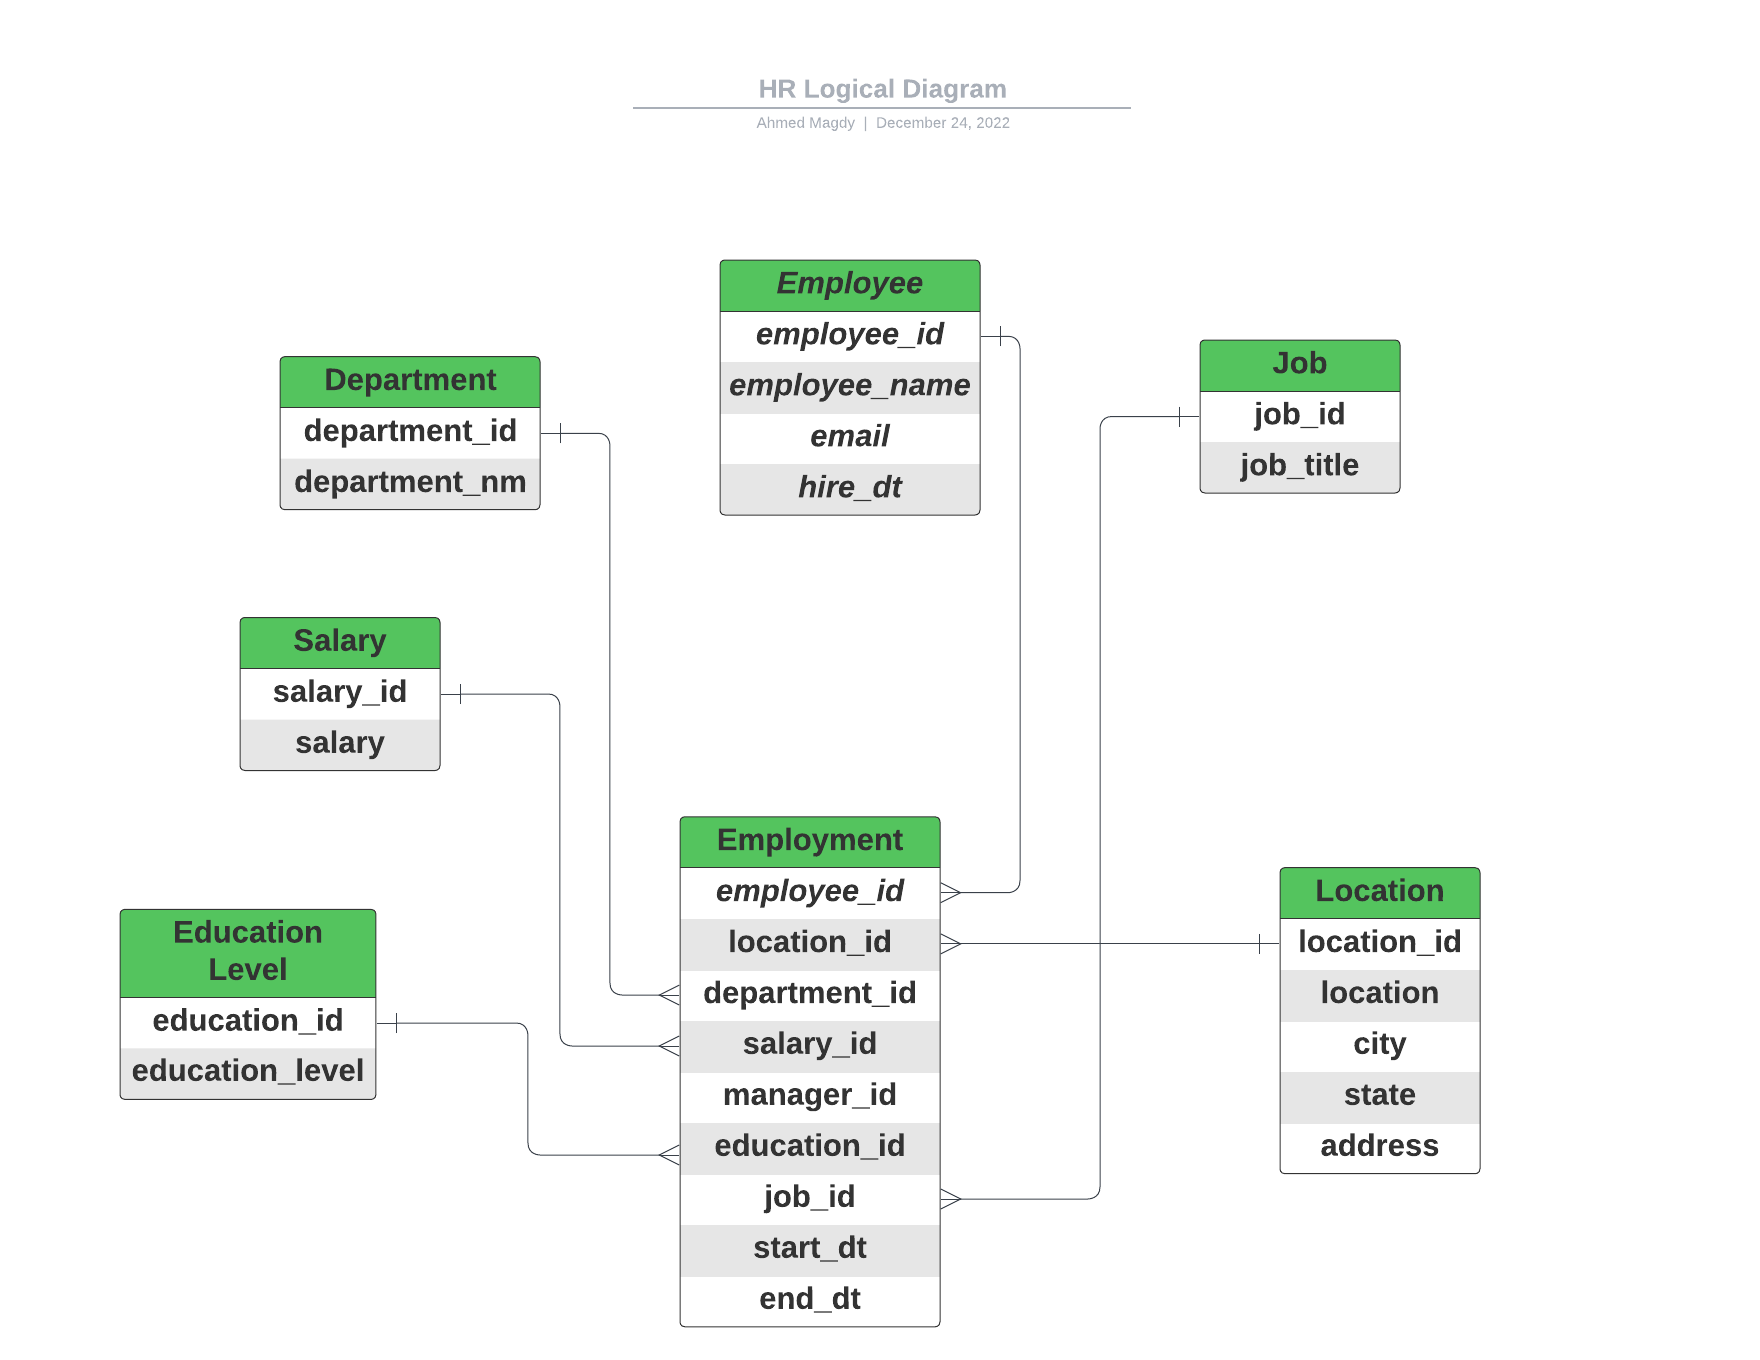 HR Logical Diagram
Ahmed Magdy | December 24, 2022
Employee
employee_id
employee_name
email
hire_dt
Job
job_id
job_title
Department
department_id
department_nm
Salary
salary_id
salary
Employment
employee_id
location_id
department_id
salary_id
manager_id
education_id
job_id
start_dt
end_dt
Location
location_id
location
city
state
address
Education
Level
education_id
education_level